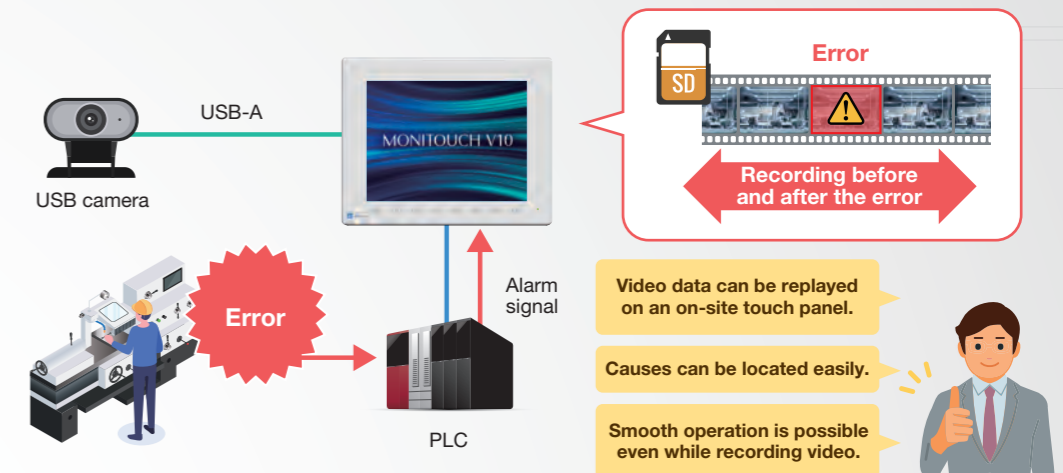 USB-A
USB camera
MONITOUCH V10
SD
Error
Recording before
and after the error
Error
Alarm
signal
PLC
Video data can be replayed
on an on-site touch panel.
Causes can be located easily.
Smooth operation is possible
even while recording video.